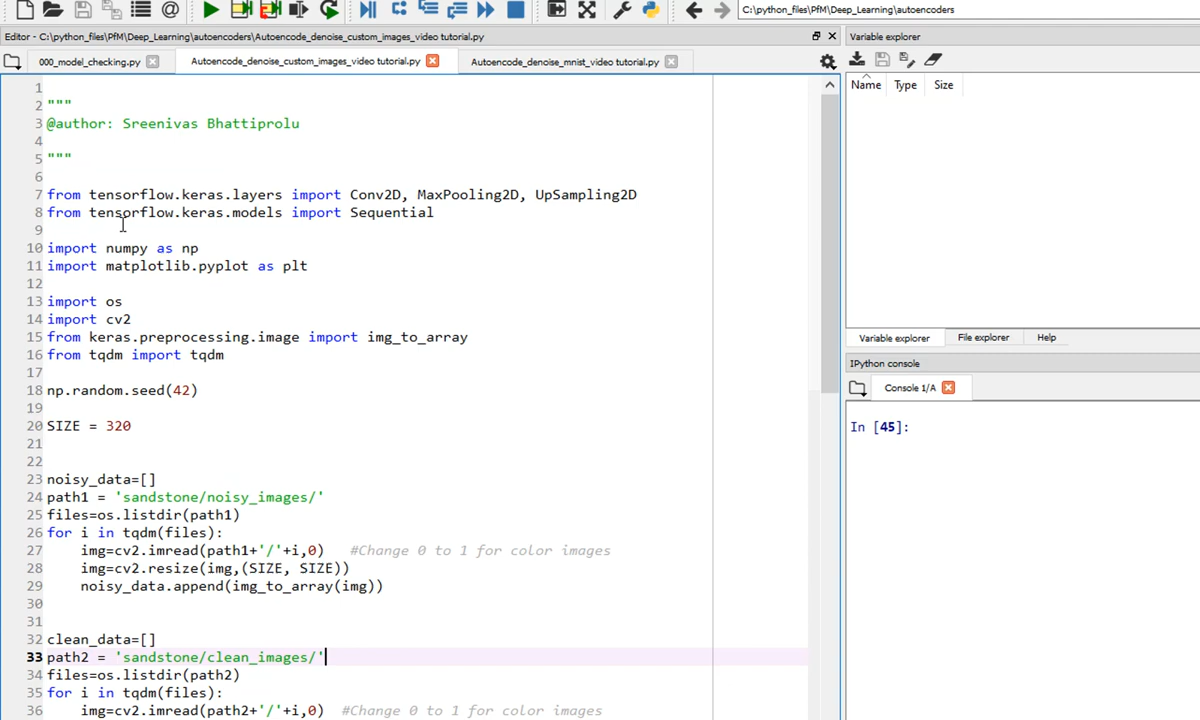 C:\python_files\PfM\Deep_Learning\autoencoders
Editor - C:\python_files\PfM\Deep_Learning\autoencoders\Autoencode_denoise_custom_images_video tutorial.py
Variable explorer
000_model_checking.py
Autoencode_denoise_custom_images_video tutorial.py
Autoencode_denoise_mnist_video tutorial.py
Name Type Size
1
2 """
3 @author: Sreenivas Bhattiprolu
4
5 """
6
7 from tensorflow.keras.layers import Conv2D, MaxPooling2D, UpSampling2D
8 from tensorflow.keras.models import Sequential
9
10 import numpy as np
11 import matplotlib.pyplot as plt
12
13 import os
14 import cv2
15 from keras.preprocessing.image import img_to_array
16 from tqdm import tqdm
17
18 np.random.seed(42)
19
20 SIZE = 320
21
22
23 noisy_data=[]
24 path1 = 'sandstone/noisy_images/'
25 files=os.listdir(path1)
26 for i in tqdm(files):
27     img=cv2.imread(path1+'/'+i,0)   #Change 0 to 1 for color images
28     img=cv2.resize(img,(SIZE, SIZE))
29     noisy_data.append(img_to_array(img))
30
31
32 clean_data=[]
33 path2 = 'sandstone/clean_images/'
34 files=os.listdir(path2)
35 for i in tqdm(files):
36     img=cv2.imread(path2+'/'+i,0)  #Change 0 to 1 for color images
Variable explorer File explorer Help
IPython console
Console 1/A
In [45]: